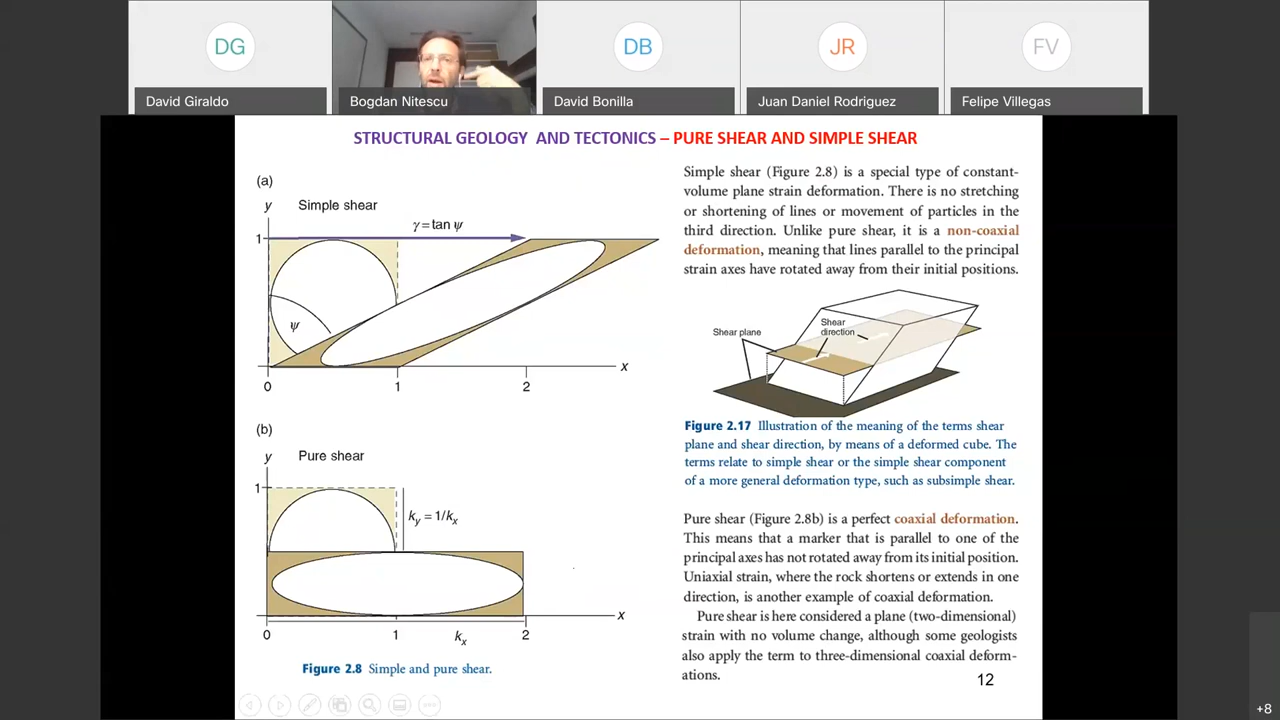 DG
DB
JR
FV
David Giraldo
Bogdan Nitescu
David Bonilla
Juan Daniel Rodriguez
Felipe Villegas
STRUCTURAL GEOLOGY AND TECTONICS – PURE SHEAR AND SIMPLE SHEAR
(a)
y
Simple shear
γ = tan ψ
1
ψ
x
0
1
2
(b)
y
Pure shear
1
ky = 1/kx
x
0
1
kx
2
Figure 2.8 Simple and pure shear.
Simple shear (Figure 2.8) is a special type of constant-
volume plane strain deformation. There is no stretching
or shortening of lines or movement of particles in the
third direction. Unlike pure shear, it is a non-coaxial
deformation, meaning that lines parallel to the principal
strain axes have rotated away from their initial positions.
Shear plane
Shear
direction
Figure 2.17 Illustration of the meaning of the terms shear
plane and shear direction, by means of a deformed cube. The
terms relate to simple shear or the simple shear component
of a more general deformation type, such as subsimple shear.
Pure shear (Figure 2.8b) is a perfect coaxial deformation.
This means that a marker that is parallel to one of the
principal axes has not rotated away from its initial position.
Uniaxial strain, where the rock shortens or extends in one
direction, is another example of coaxial deformation.
Pure shear is here considered a plane (two-dimensional)
strain with no volume change, although some geologists
also apply the term to three-dimensional coaxial deform-
ations.
12
+8